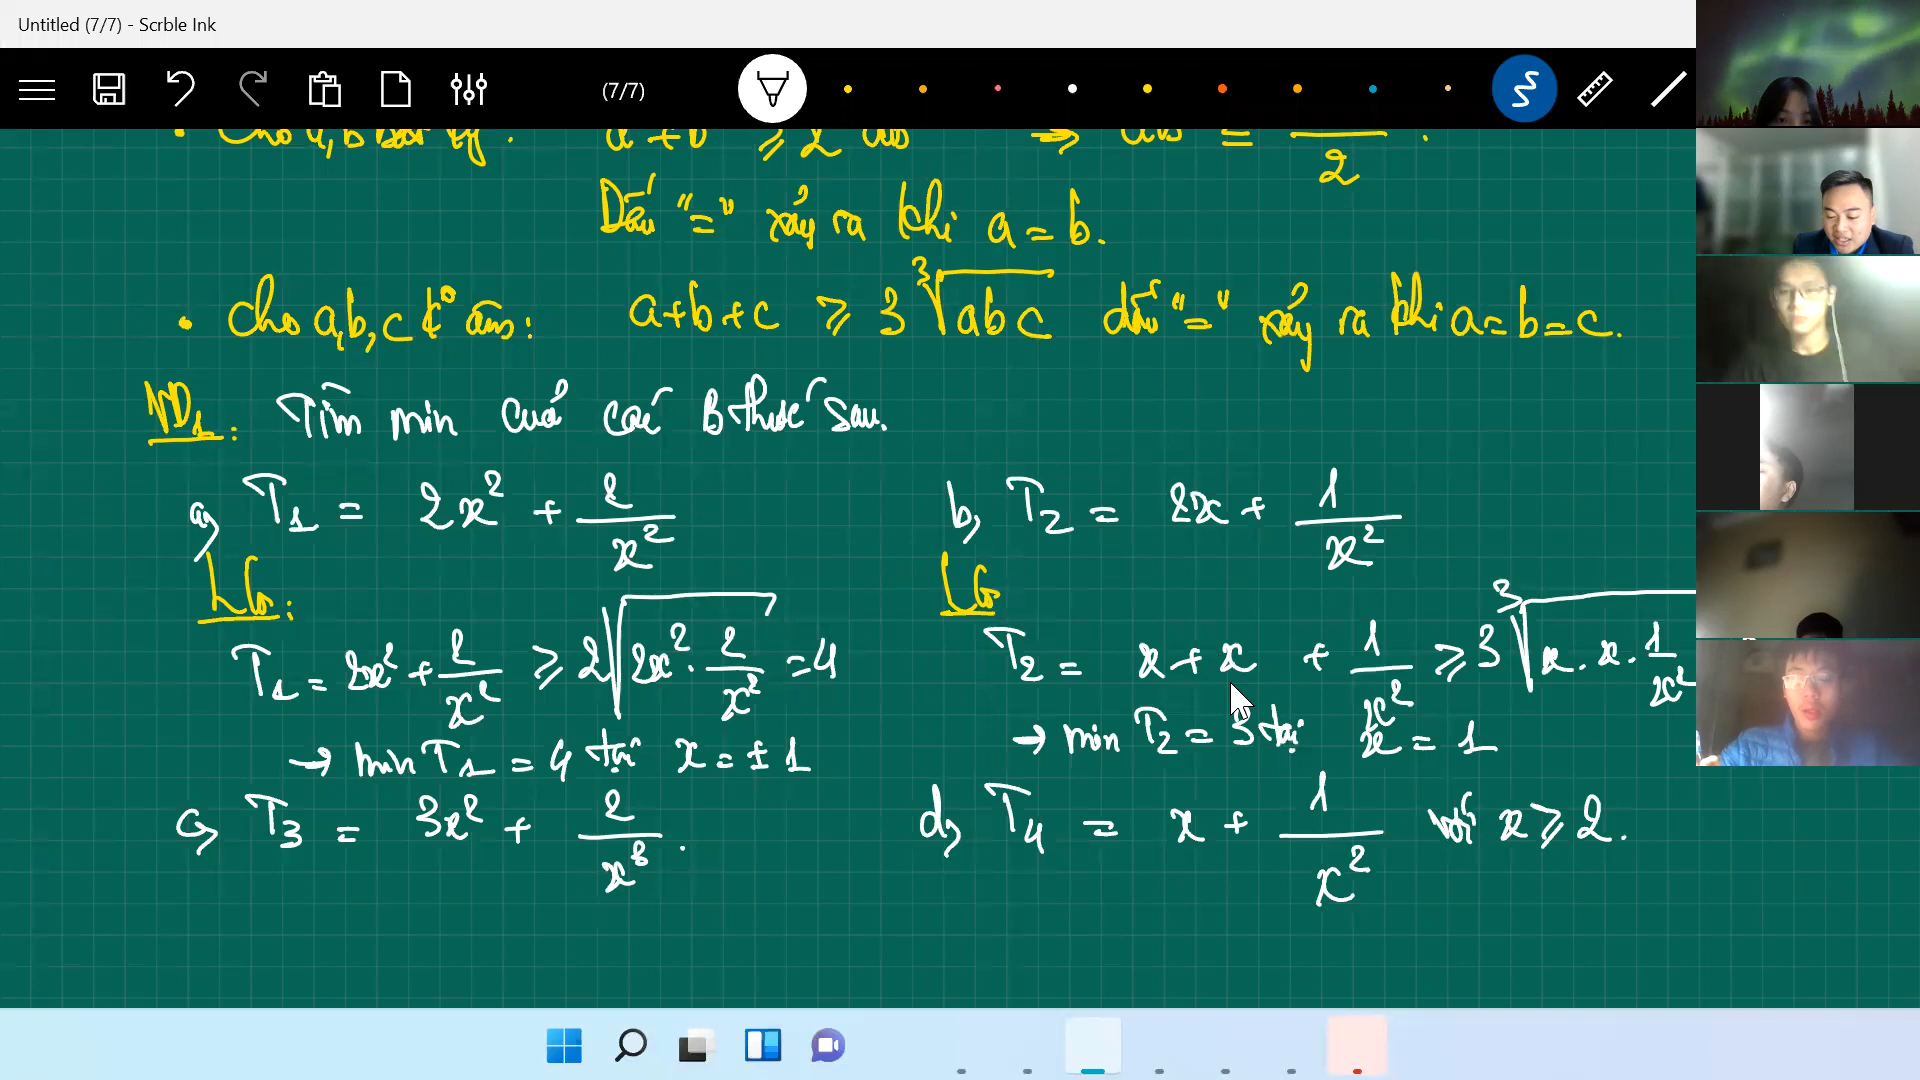 Untitled (7/7) - Scrble Ink
(7/7)
Dấu "=" xảy ra khi a = b.
• Cho a, b, c k° âm: a+b+c ⩾ 3∛abc dấu "=" xảy ra khi a=b=c.
VD1: Tìm min của các B thức sau.
a, T₁ = 2x² + 2/x²
b, T₂ = 2x + 1/x²
LG:
LG
T₁ = 2x² + 2/x² ⩾ 2√(2x² · 2/x²) = 4
T₂ = x + x + 1/x² ⩾ 3∛(x . x . 1/x²
→ min T₁ = 4 tại x = ±1
→ min T₂ = 3 tại x = 1
c, T₃ = 3x² + 2/x³ .
d, T₄ = x + 1/x² với x ⩾ 2.